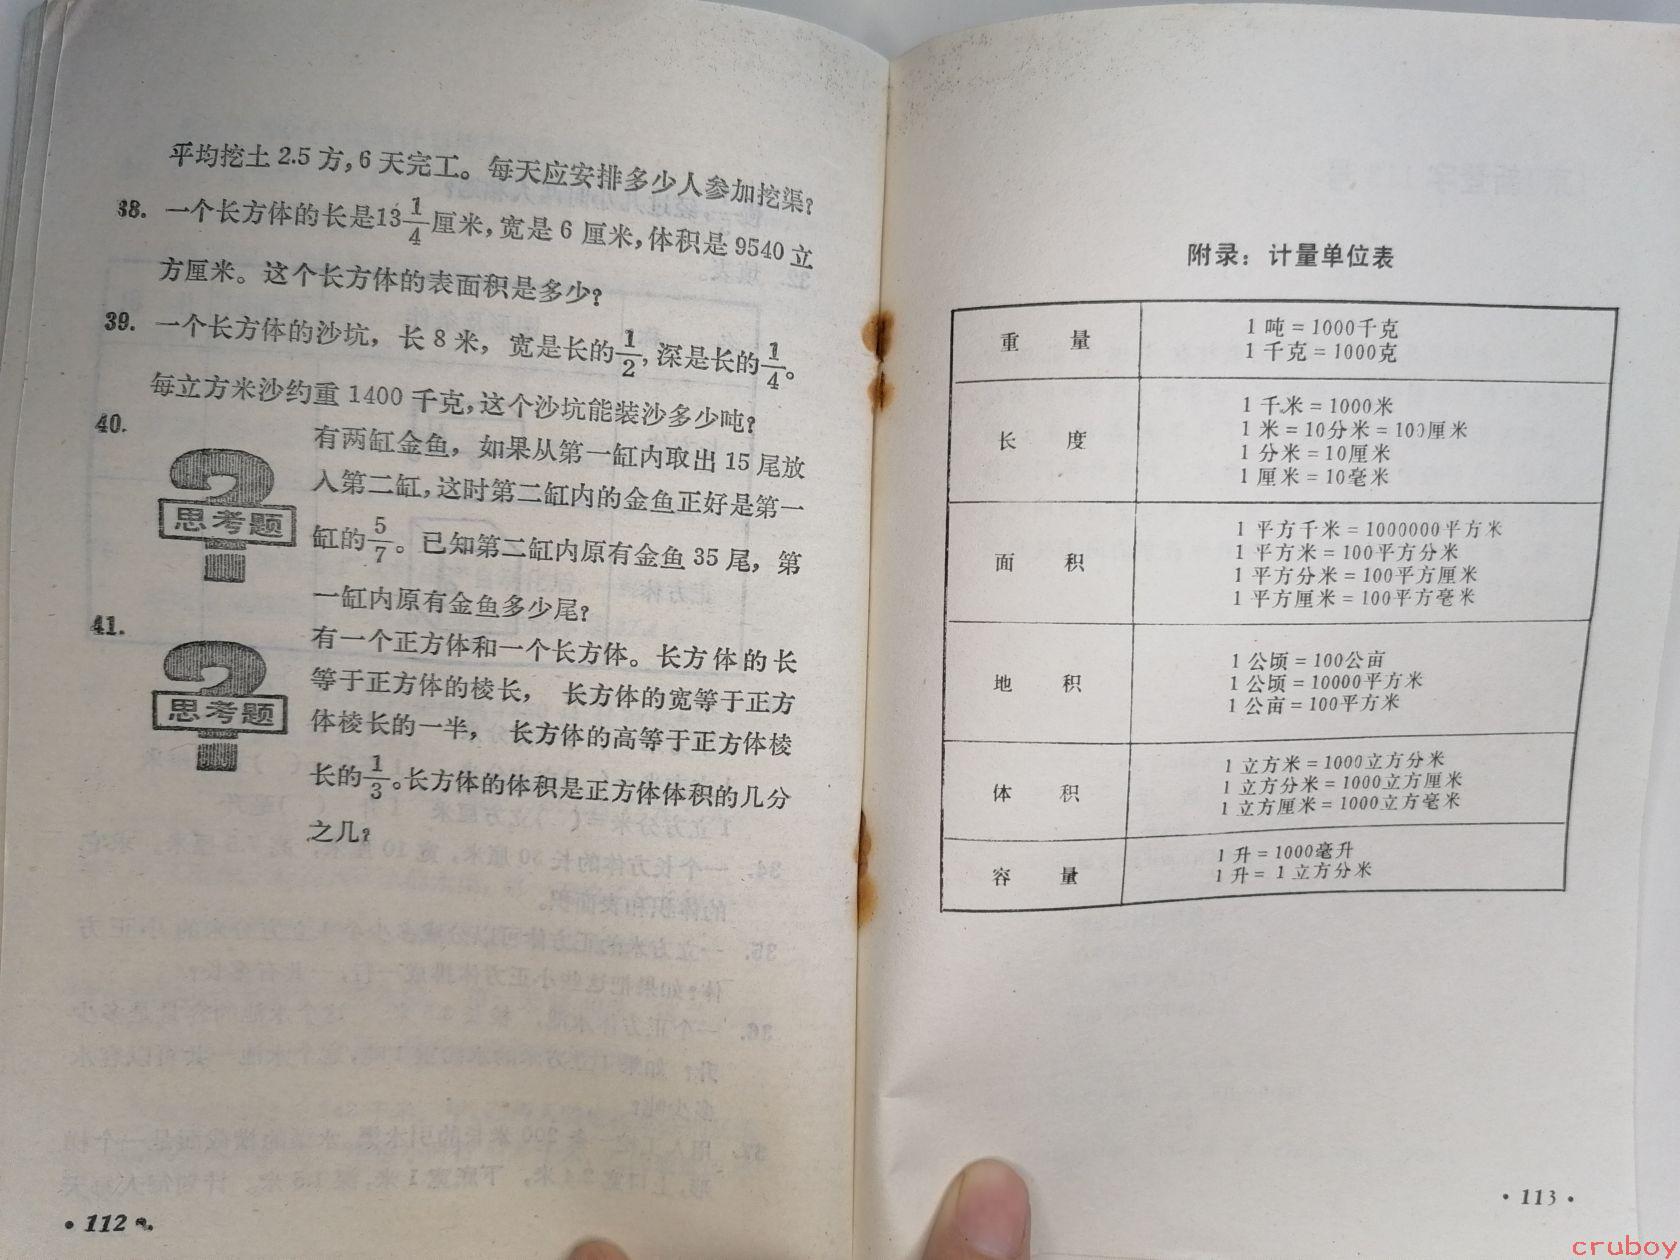 平均挖土 2.5 方，6 天完工。每天应安排多少人参加挖渠？
38. 一个长方体的长是13 1/4厘米，宽是 6 厘米，体积是 9540 立
方厘米。这个长方体的表面积是多少？
39. 一个长方体的沙坑，长 8 米，宽是长的1/2，深是长的1/4。
每立方米沙约重 1400 千克，这个沙坑能装沙多少吨？
40.
思考题
有两缸金鱼，如果从第一缸内取出 15 尾放
入第二缸，这时第二缸内的金鱼正好是第一
缸的5/7。已知第二缸内原有金鱼 35 尾，第
一缸内原有金鱼多少尾？
41.
思考题
有一个正方体和一个长方体。长方体的长
等于正方体的棱长，长方体的宽等于正方
体棱长的一半，长方体的高等于正方体棱
长的1/3。长方体的体积是正方体体积的几分
之几？
• 112 •
附录：计量单位表
重 量
1 吨＝1000千克
1 千克＝1000克
长 度
1 千米＝1000米
1 米＝10分米＝100厘米
1 分米＝10厘米
1 厘米＝10毫米
面 积
1 平方千米＝1000000平方米
1 平方米＝100平方分米
1 平方分米＝100平方厘米
1 平方厘米＝100平方毫米
地 积
1 公顷＝100公亩
1 公顷＝10000平方米
1 公亩＝100平方米
体 积
1 立方米＝1000立方分米
1 立方分米＝1000立方厘米
1 立方厘米＝1000立方毫米
容 量
1 升＝1000毫升
1 升＝1 立方分米
• 113 •
cruboy